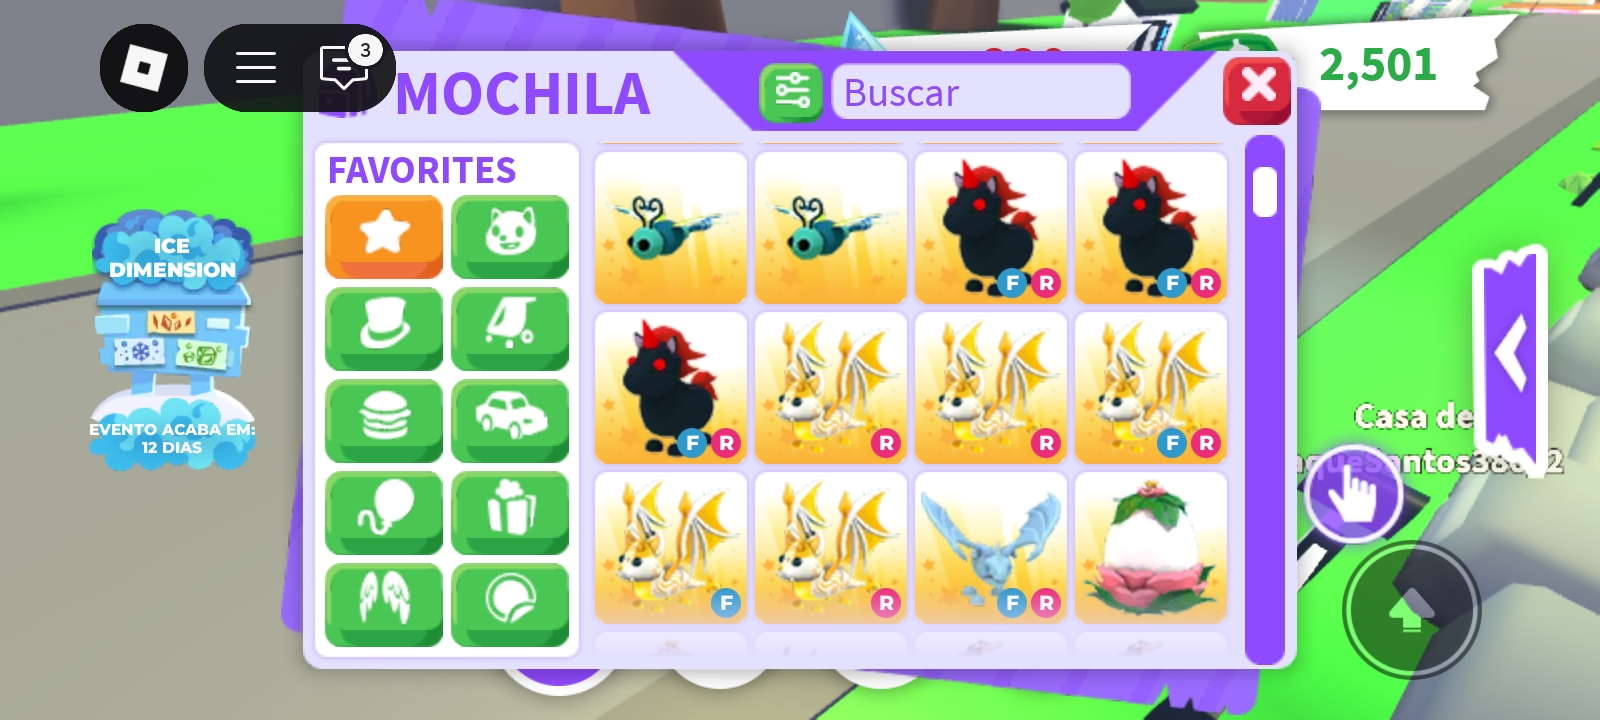 3
MOCHILA
Buscar
2,501
FAVORITES
ICE
DIMENSION
EVENTO ACABA EM:
12 DIAS
F R
F R
F R
R
R
F R
F
R
F R
Casa de